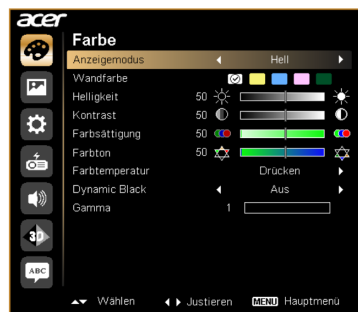 acer
Farbe
Anzeigemodus Hell
Wandfarbe
Helligkeit 50
Kontrast 50
Farbsättigung 50
Farbton 50
Farbtemperatur Drücken
Dynamic Black Aus
Gamma 1
3D
ABC
Wählen Justieren MENU Hauptmenü